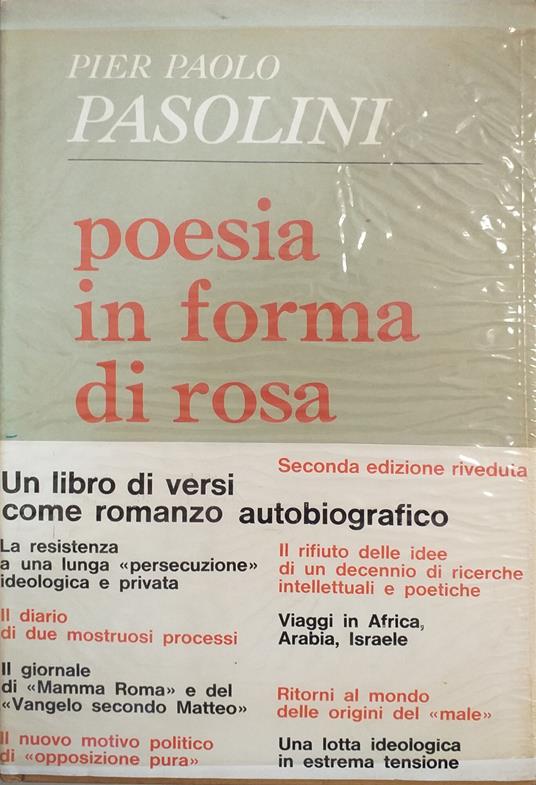 PIER PAOLO
PASOLINI
poesia
in forma
di rosa
Seconda edizione riveduta
Un libro di versi
come romanzo autobiografico
La resistenza
a una lunga «persecuzione»
ideologica e privata
Il diario
di due mostruosi processi
Il giornale
di «Mamma Roma» e del
«Vangelo secondo Matteo»
Il nuovo motivo politico
di «opposizione pura»
Il rifiuto delle idee
di un decennio di ricerche
intellettuali e poetiche
Viaggi in Africa,
Arabia, Israele
Ritorni al mondo
delle origini del «male»
Una lotta ideologica
in estrema tensione